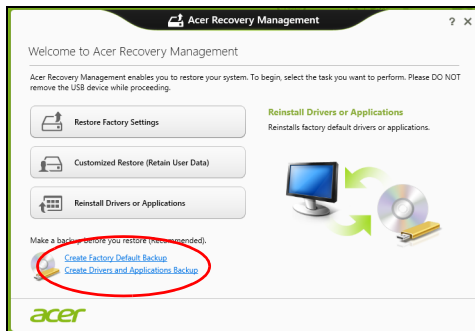 Acer Recovery Management
? X
Welcome to Acer Recovery Management
Acer Recovery Management enables you to restore your system. To begin, select the task you want to perform. Please DO NOT
remove the USB device while proceeding.
Restore Factory Settings
Customized Restore (Retain User Data)
Reinstall Drivers or Applications
Reinstall Drivers or Applications
Reinstalls factory default drivers or applications.
Make a backup before you restore (Recommended).
Create Factory Default Backup
Create Drivers and Applications Backup
acer